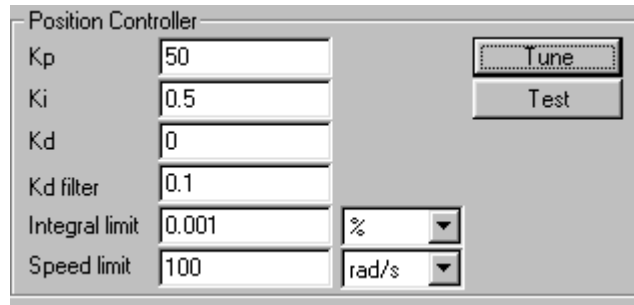 Position Controller
Kp 50 Tune
Ki 0.5 Test
Kd 0
Kd filter 0.1
Integral limit 0.001 %
Speed limit 100 rad/s